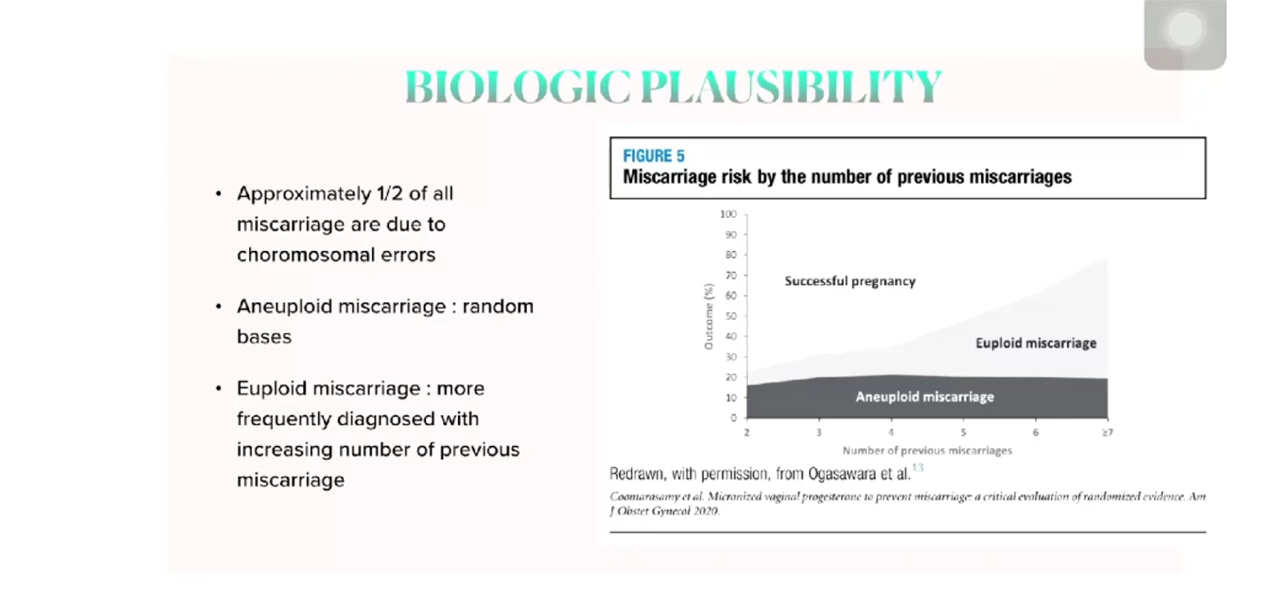 BIOLOGIC PLAUSIBILITY
• Approximately 1/2 of all
miscarriage are due to
choromosomal errors
• Aneuploid miscarriage : random
bases
• Euploid miscarriage : more
frequently diagnosed with
increasing number of previous
miscarriage
FIGURE 5
Miscarriage risk by the number of previous miscarriages
Outcome (%)
100
90
80
70
60
50
40
30
20
10
0
Successful pregnancy
Euploid miscarriage
Aneuploid miscarriage
2 3 4 5 6 ≥7
Number of previous miscarriages
Redrawn, with permission, from Ogasawara et al.13
Coomarasamy et al. Micronized vaginal progesterone to prevent miscarriage: a critical evaluation of randomized evidence. Am
J Obstet Gynecol 2020.